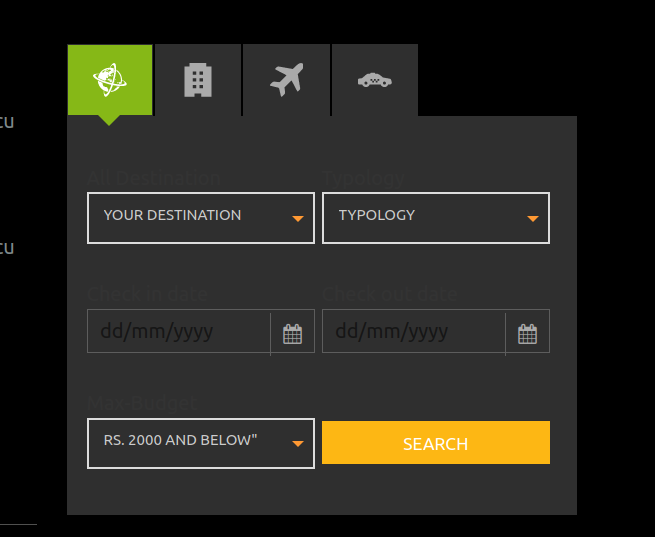 cu
All Destination
Typology
YOUR DESTINATION
TYPOLOGY
cu
Check in date
Check out date
dd/mm/yyyy
dd/mm/yyyy
Max Budget
RS. 2000 AND BELOW"
SEARCH